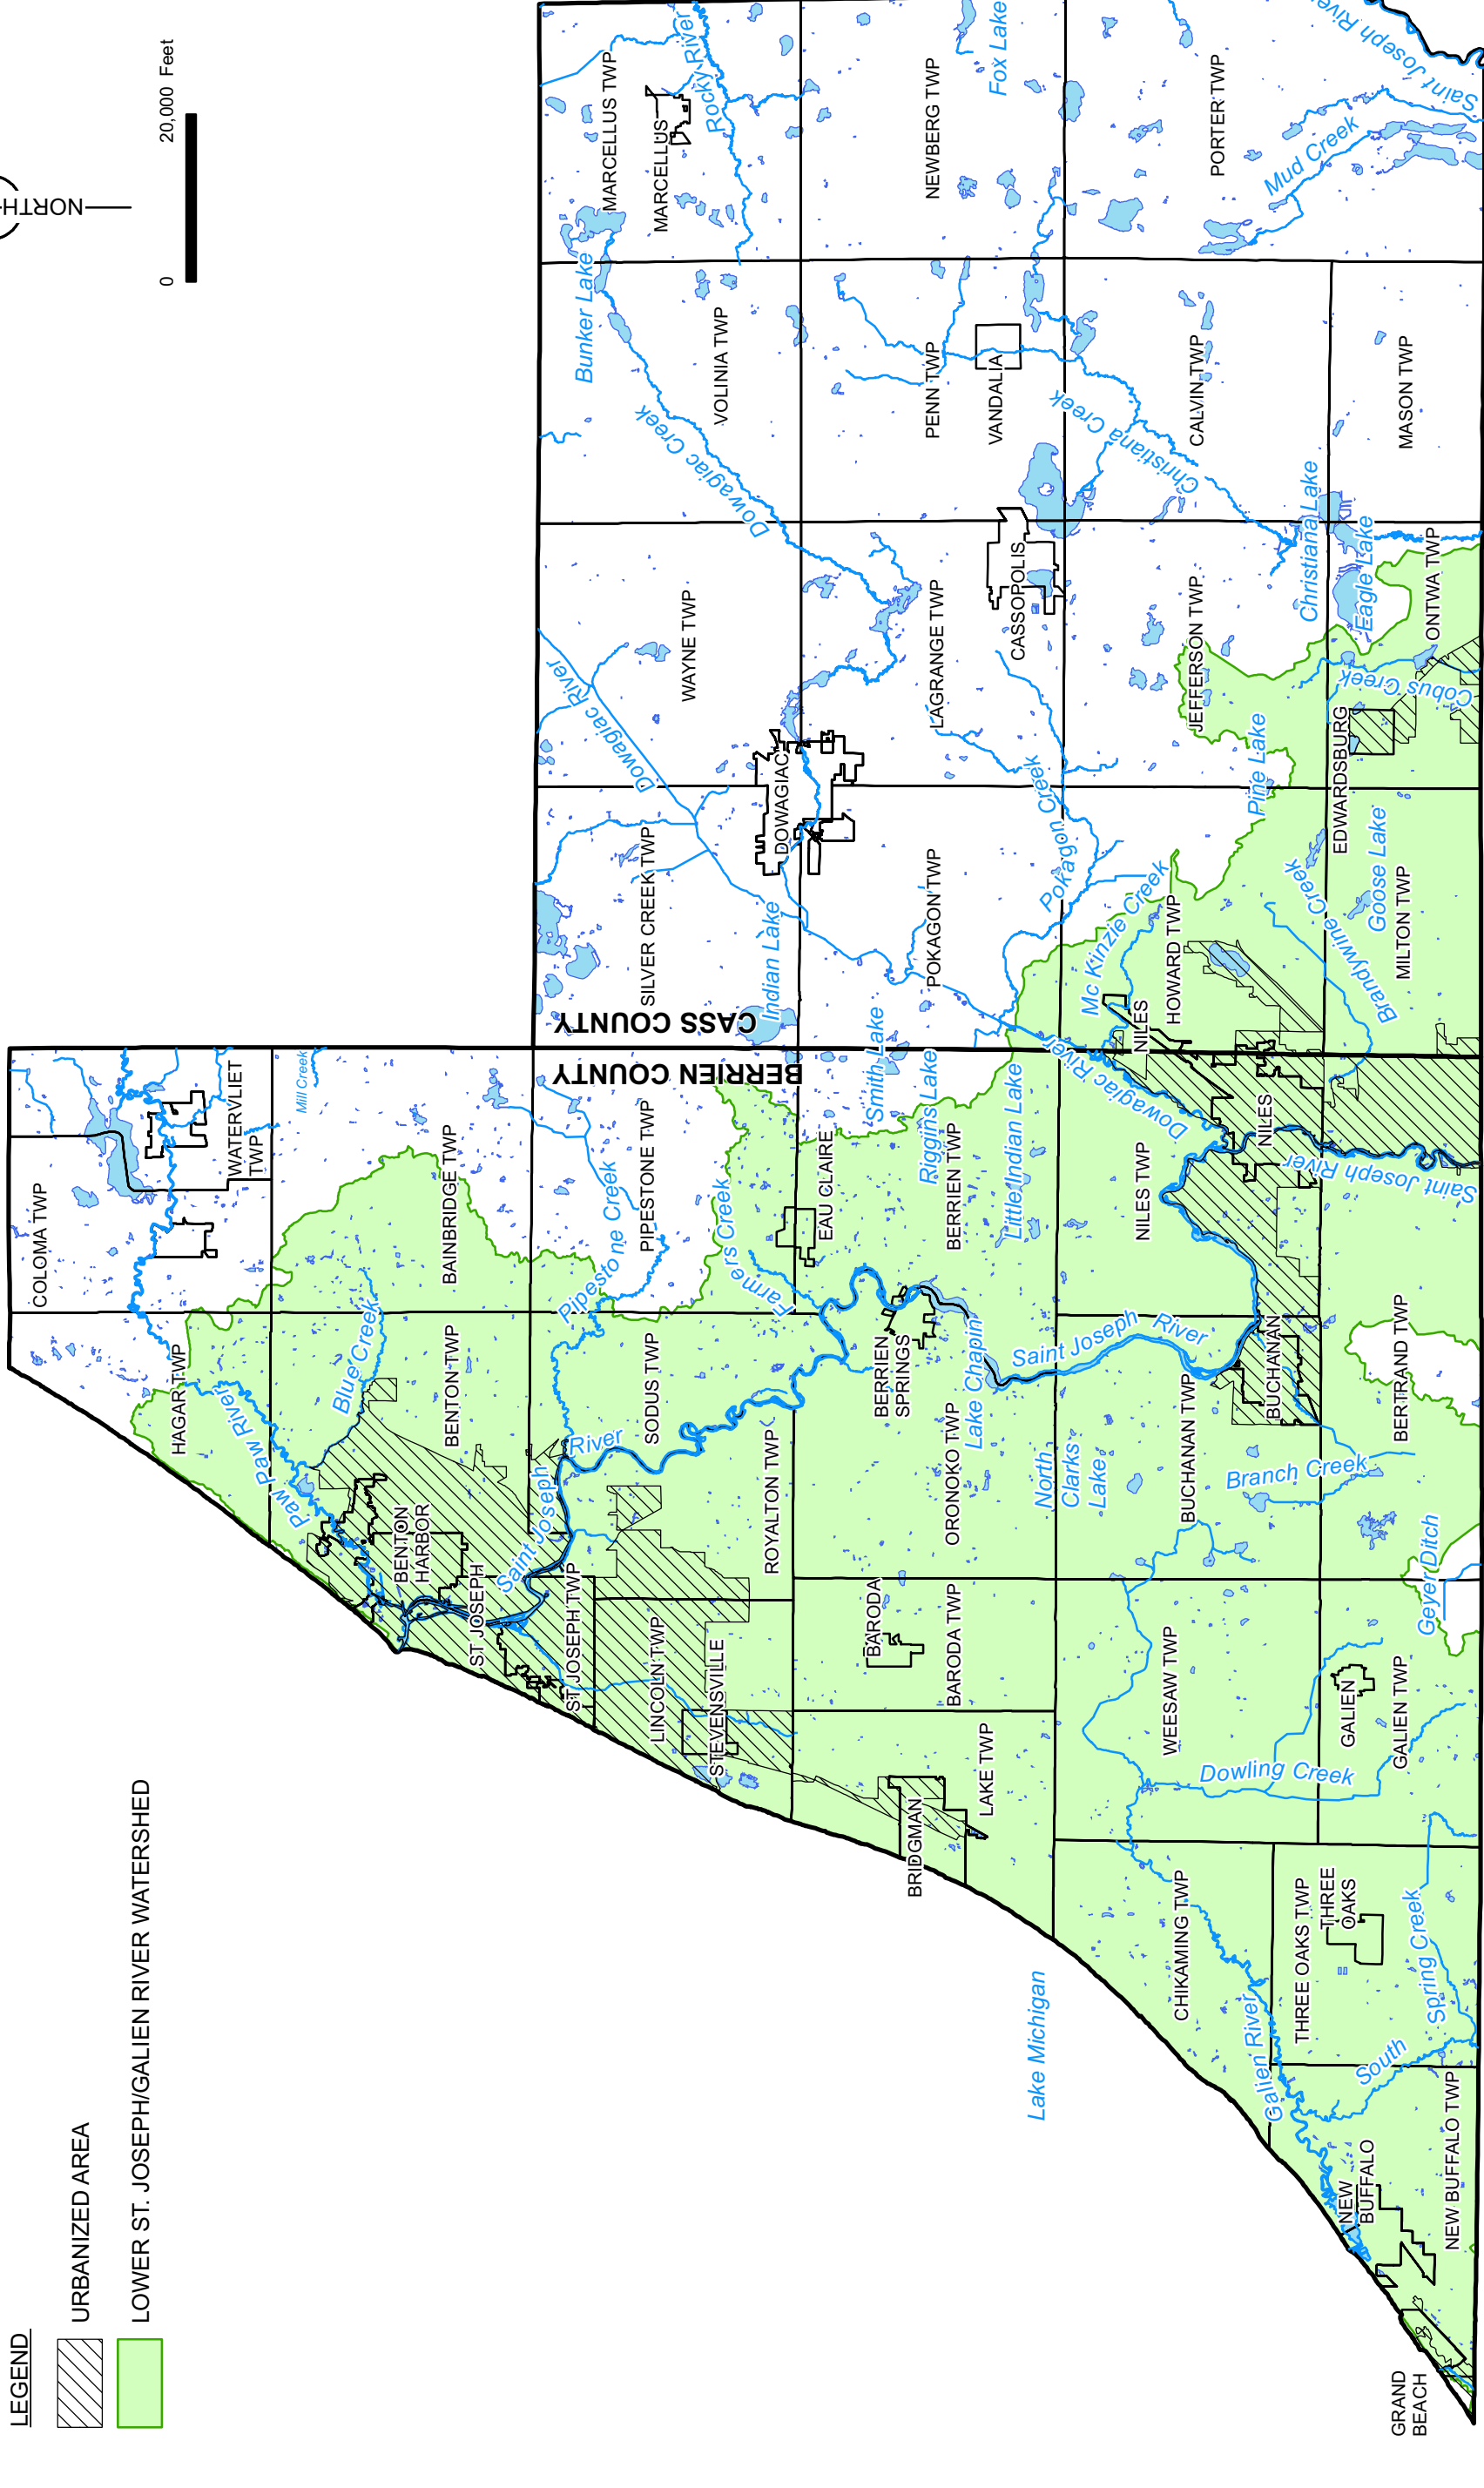 LEGEND
URBANIZED AREA
LOWER ST. JOSEPH/GALIEN RIVER WATERSHED
NORTH
0
20,000 Feet
COLOMA TWP
HAGAR TWP
WATERVLIET
TWP
Mill Creek
Paw Paw River
Blue Creek
BAINBRIDGE TWP
BENTON TWP
BENTON
HARBOR
ST JOSEPH
Saint Joseph
River
ST JOSEPH TWP
SODUS TWP
Pipestone Creek
PIPESTONE TWP
BERRIEN COUNTY
CASS COUNTY
LINCOLN TWP
STEVENSVILLE
ROYALTON TWP
Farmers Creek
EAU CLAIRE
BERRIEN
SPRINGS
BERRIEN TWP
Lake Chapin
ORONOKO TWP
BARODA
BARODA TWP
LAKE TWP
BRIDGMAN
Lake Michigan
North
Clarks
Lake
Little Indian Lake
Riggins Lake
Smith Lake
Indian Lake
Saint Joseph River
NILES TWP
Dowagiac River
NILES
NILES
BUCHANAN
BUCHANAN TWP
Branch Creek
WEESAW TWP
CHIKAMING TWP
Galien River
THREE OAKS TWP
THREE
OAKS
Dowling Creek
GALIEN
GALIEN TWP
Geyer Ditch
BERTRAND TWP
Saint Joseph River
Spring Creek
South
NEW
BUFFALO
NEW BUFFALO TWP
GRAND
BEACH
SILVER CREEK TWP
Dowagiac River
WAYNE TWP
Dowagiac Creek
VOLINIA TWP
Bunker Lake
MARCELLUS TWP
MARCELLUS
Rocky River
DOWAGIAC
POKAGON TWP
Pokagon Creek
LAGRANGE TWP
CASSOPOLIS
PENN TWP
VANDALIA
NEWBERG TWP
Fox Lake
Mc Kinzie Creek
HOWARD TWP
JEFFERSON TWP
Pine Lake
Christiana Creek
CALVIN TWP
Christiana Lake
Eagle Lake
PORTER TWP
Mud Creek
Saint Joseph River
Brandywine Creek
Goose Lake
MILTON TWP
EDWARDSBURG
Cobus Creek
ONTWA TWP
MASON TWP